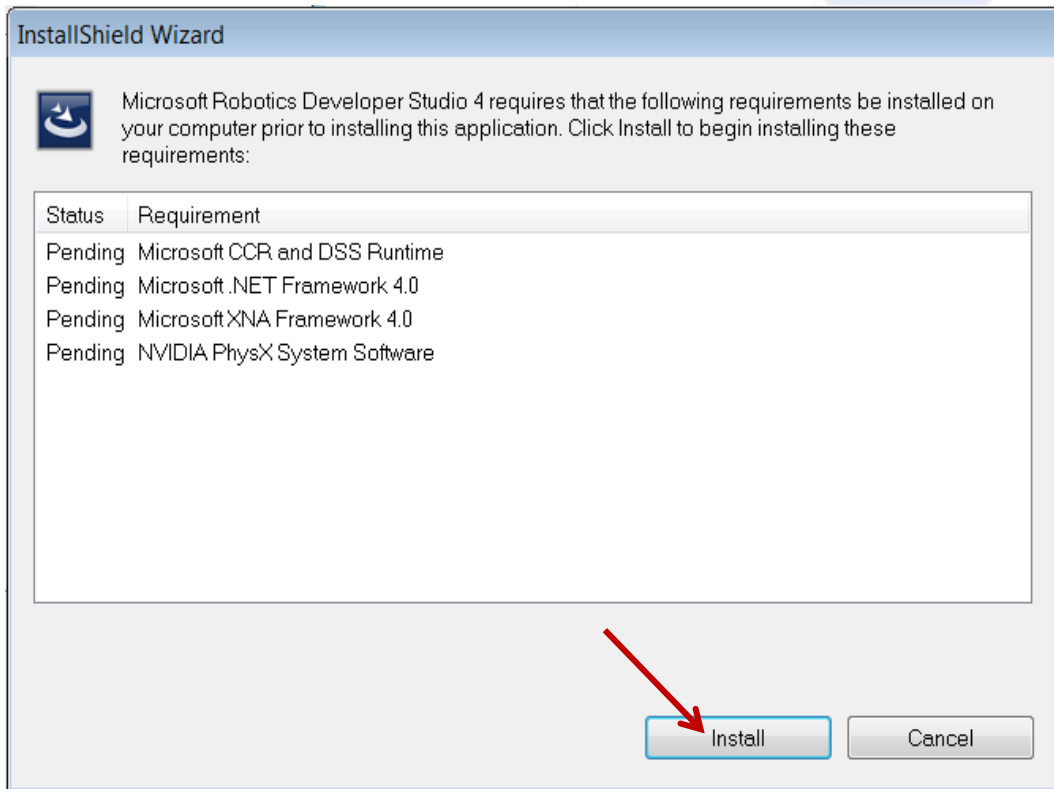 InstallShield Wizard
Microsoft Robotics Developer Studio 4 requires that the following requirements be installed on
your computer prior to installing this application. Click Install to begin installing these
requirements:
Status Requirement
Pending Microsoft CCR and DSS Runtime
Pending Microsoft .NET Framework 4.0
Pending Microsoft XNA Framework 4.0
Pending NVIDIA PhysX System Software
Install Cancel